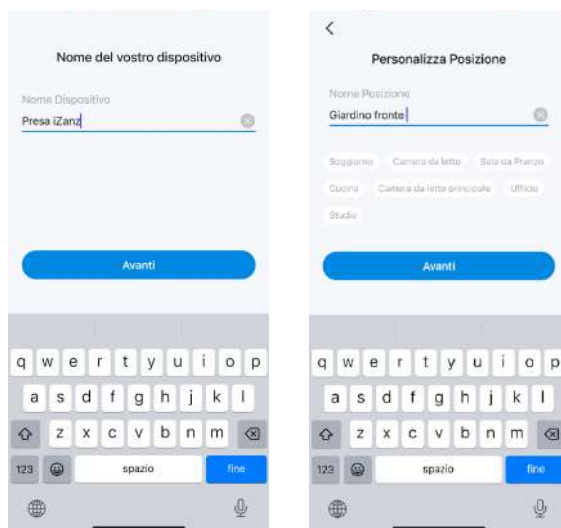 Nome del vostro dispositivo
Nome Dispositivo
Presa iZanz
Avanti
q w e r t y u i o p
a s d f g h j k l
z x c v b n m
123 spazio fine
Personalizza Posizione
Nome Posizione
Giardino fronte
Soggiorno Camera da letto Sala da Pranzo
Cucina Camera da letto principale Ufficio
Studio
Avanti
q w e r t y u i o p
a s d f g h j k l
z x c v b n m
123 spazio fine